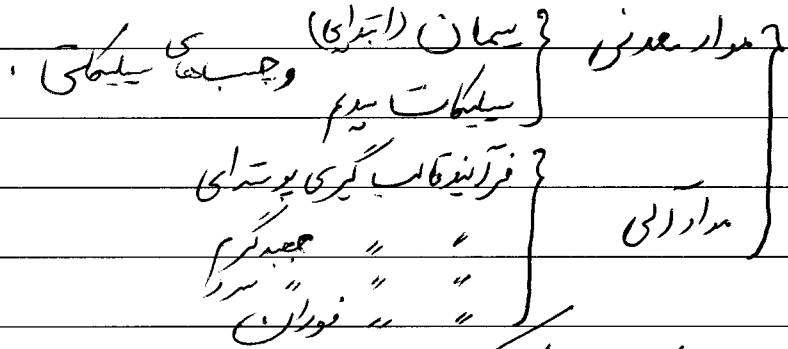 مواد معدنی { سیمان (ابتدای) و چسب‌های سیلیکاتی .
سیلیکات سدیم
فرآیند قالب گیری پوسته‌ای
مواد آلی { 〃 〃 جعبه گرم
〃 〃 〃 سرد
〃 〃 فوران